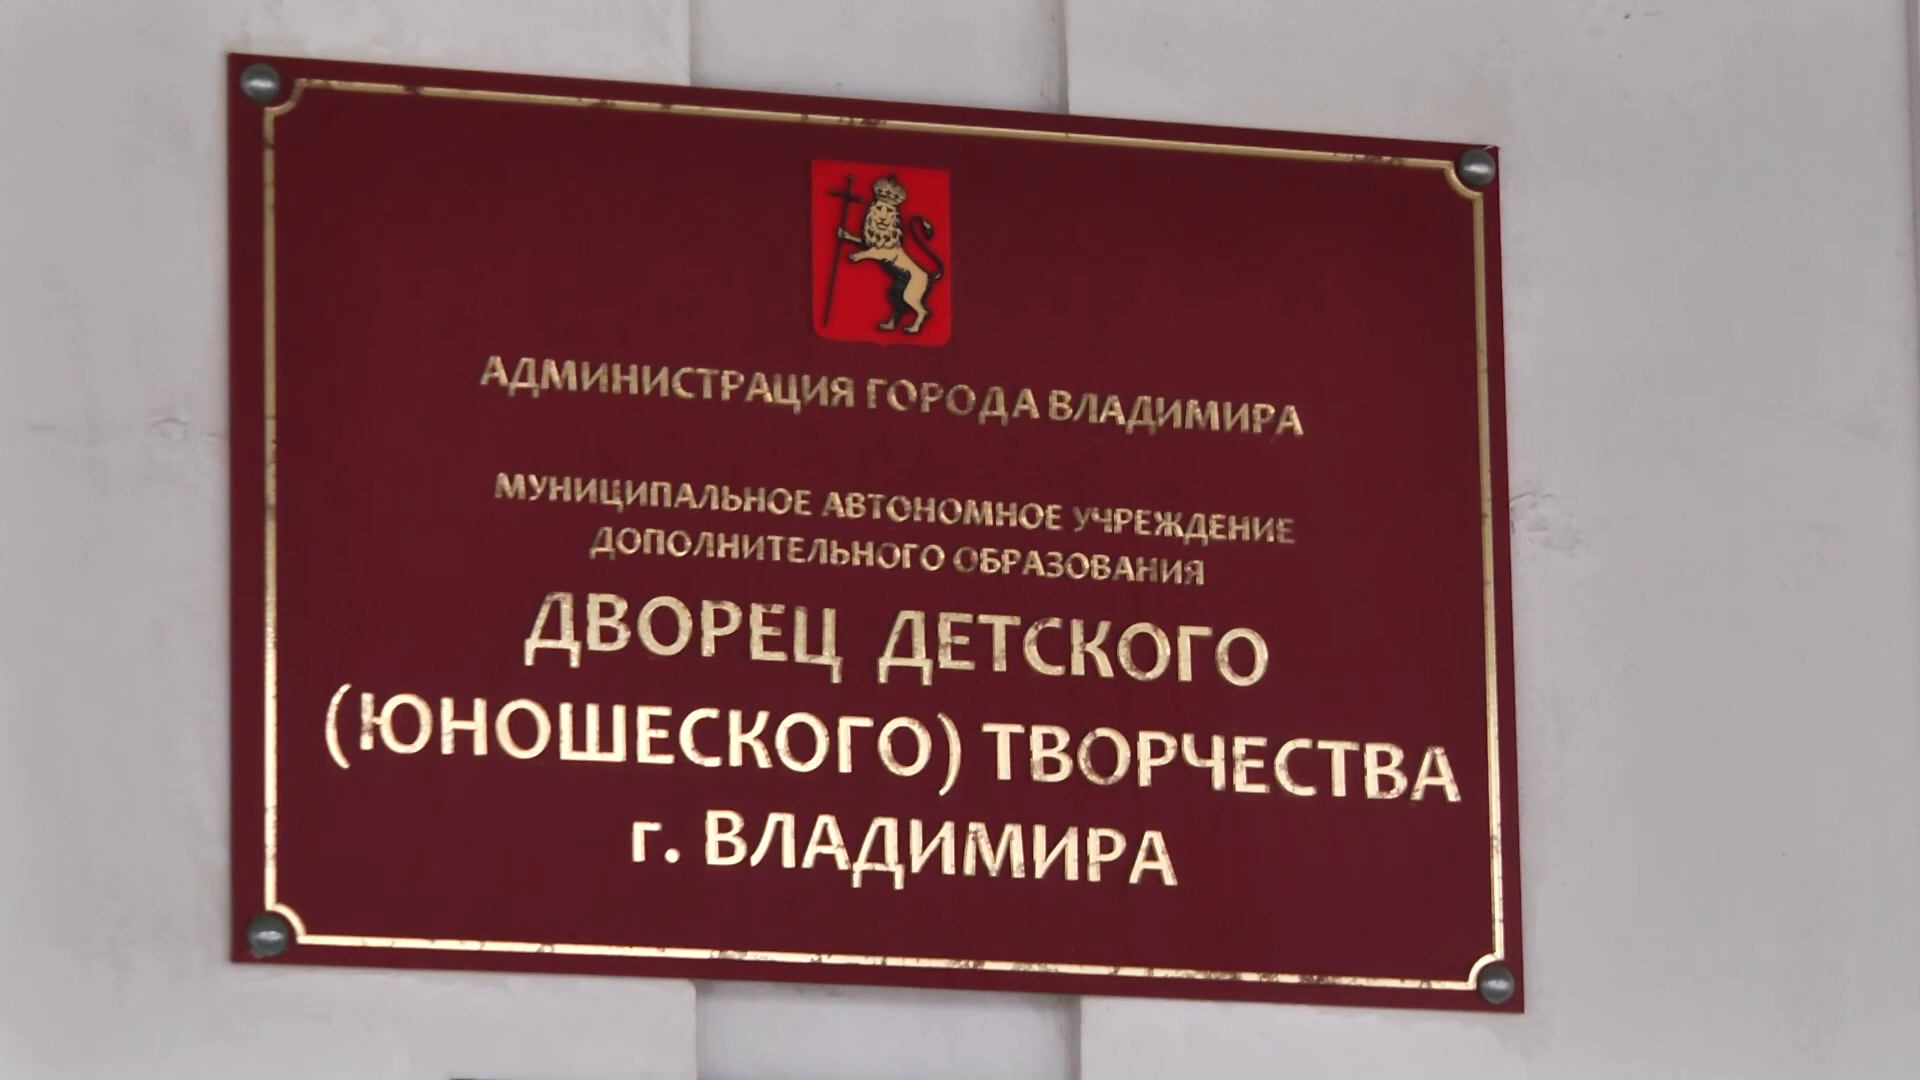 АДМИНИСТРАЦИЯ ГОРОДА ВЛАДИМИРА
МУНИЦИПАЛЬНОЕ АВТОНОМНОЕ УЧРЕЖДЕНИЕ
ДОПОЛНИТЕЛЬНОГО ОБРАЗОВАНИЯ
ДВОРЕЦ ДЕТСКОГО
(ЮНОШЕСКОГО) ТВОРЧЕСТВА
г. ВЛАДИМИРА